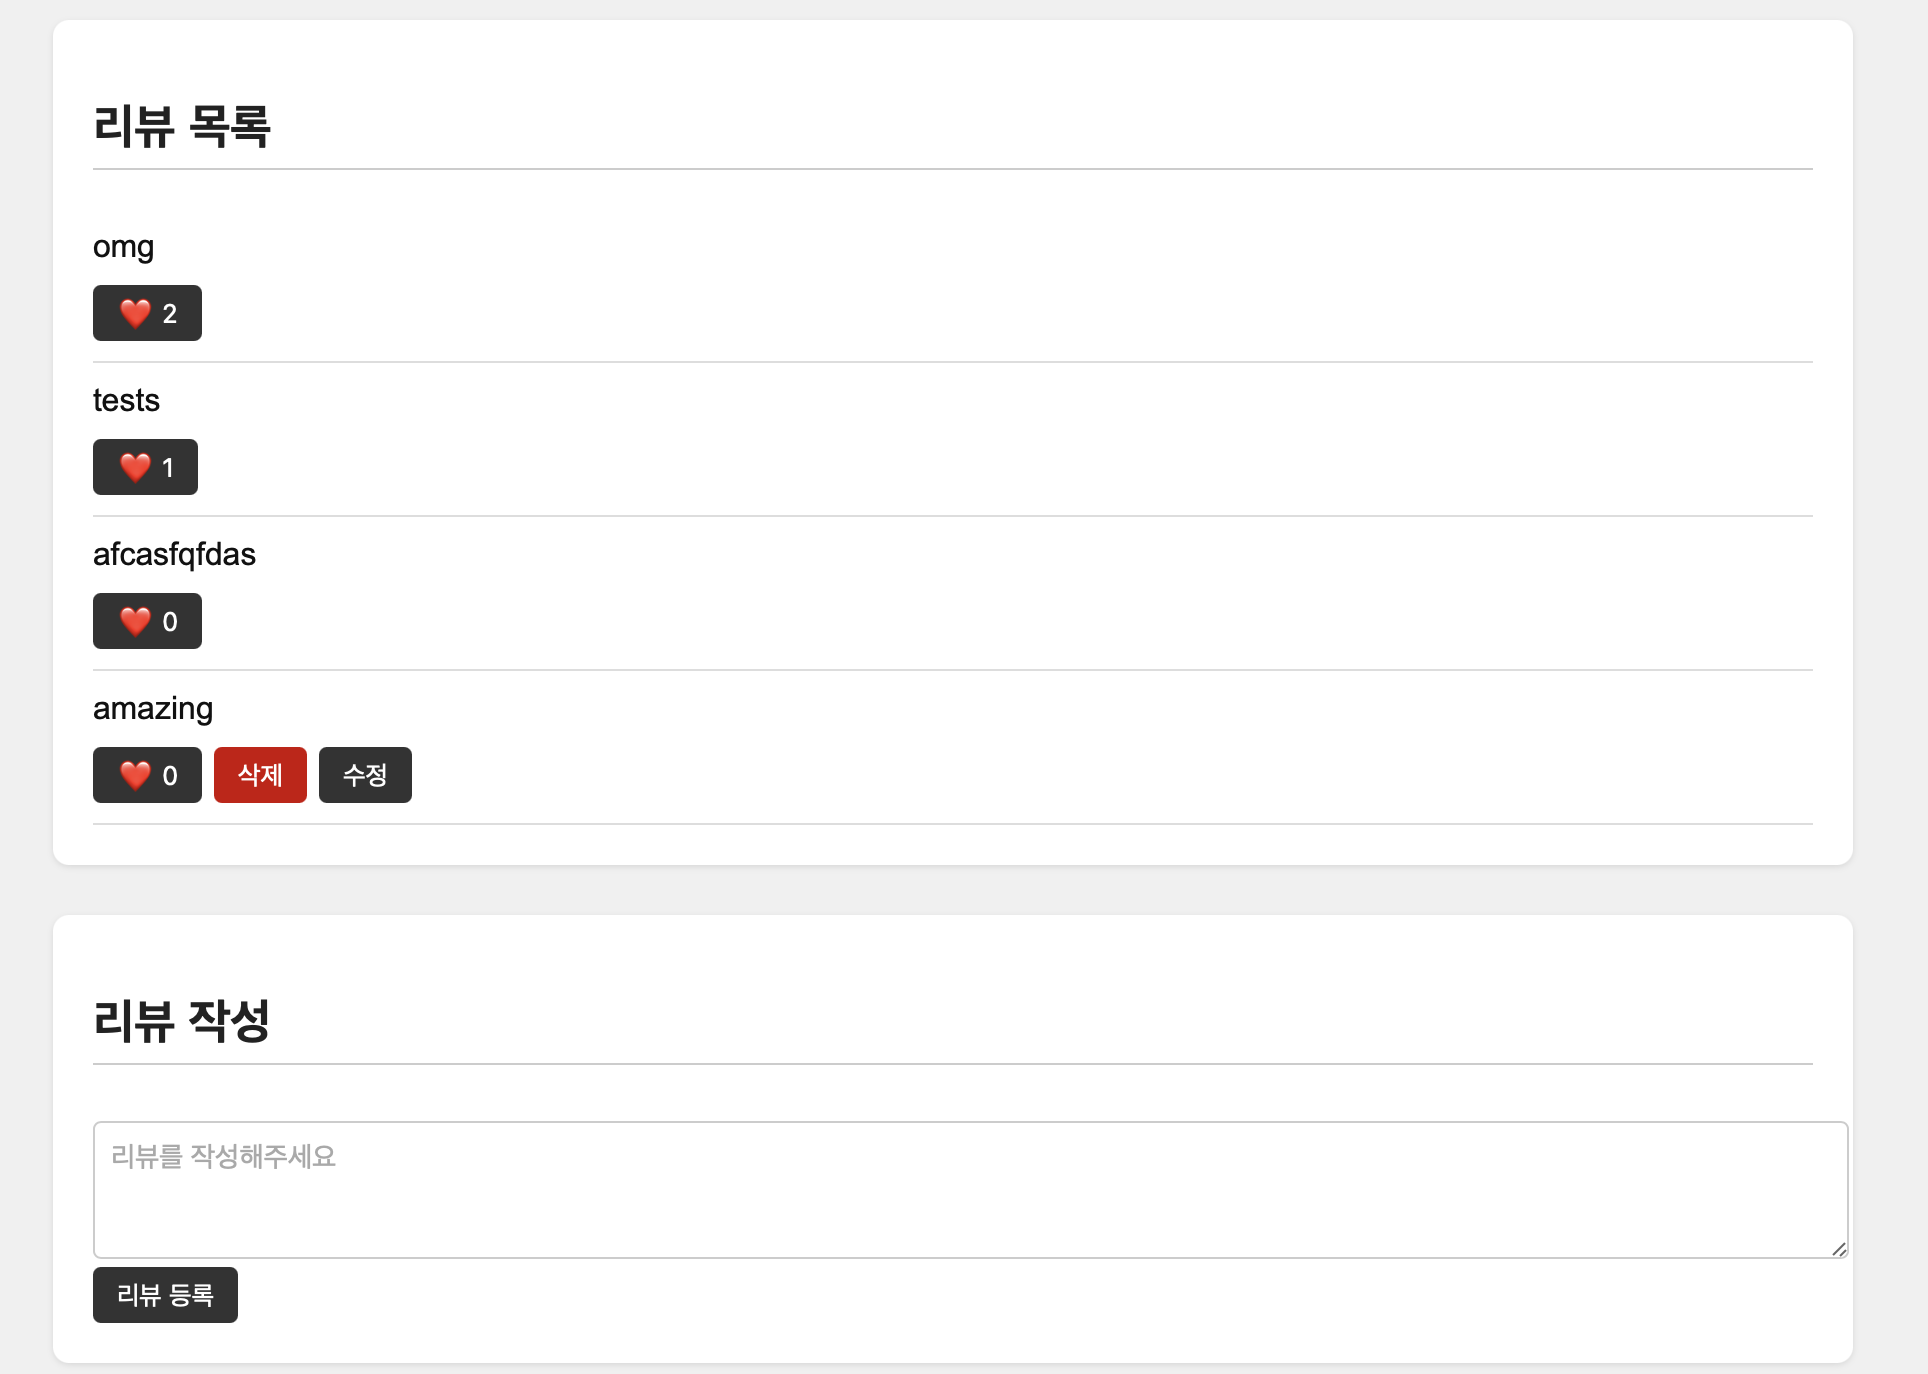 리뷰 목록
omg
❤️ 2
tests
❤️ 1
afcasfqfdas
❤️ 0
amazing
❤️ 0 삭제 수정
리뷰 작성
리뷰를 작성해주세요
리뷰 등록